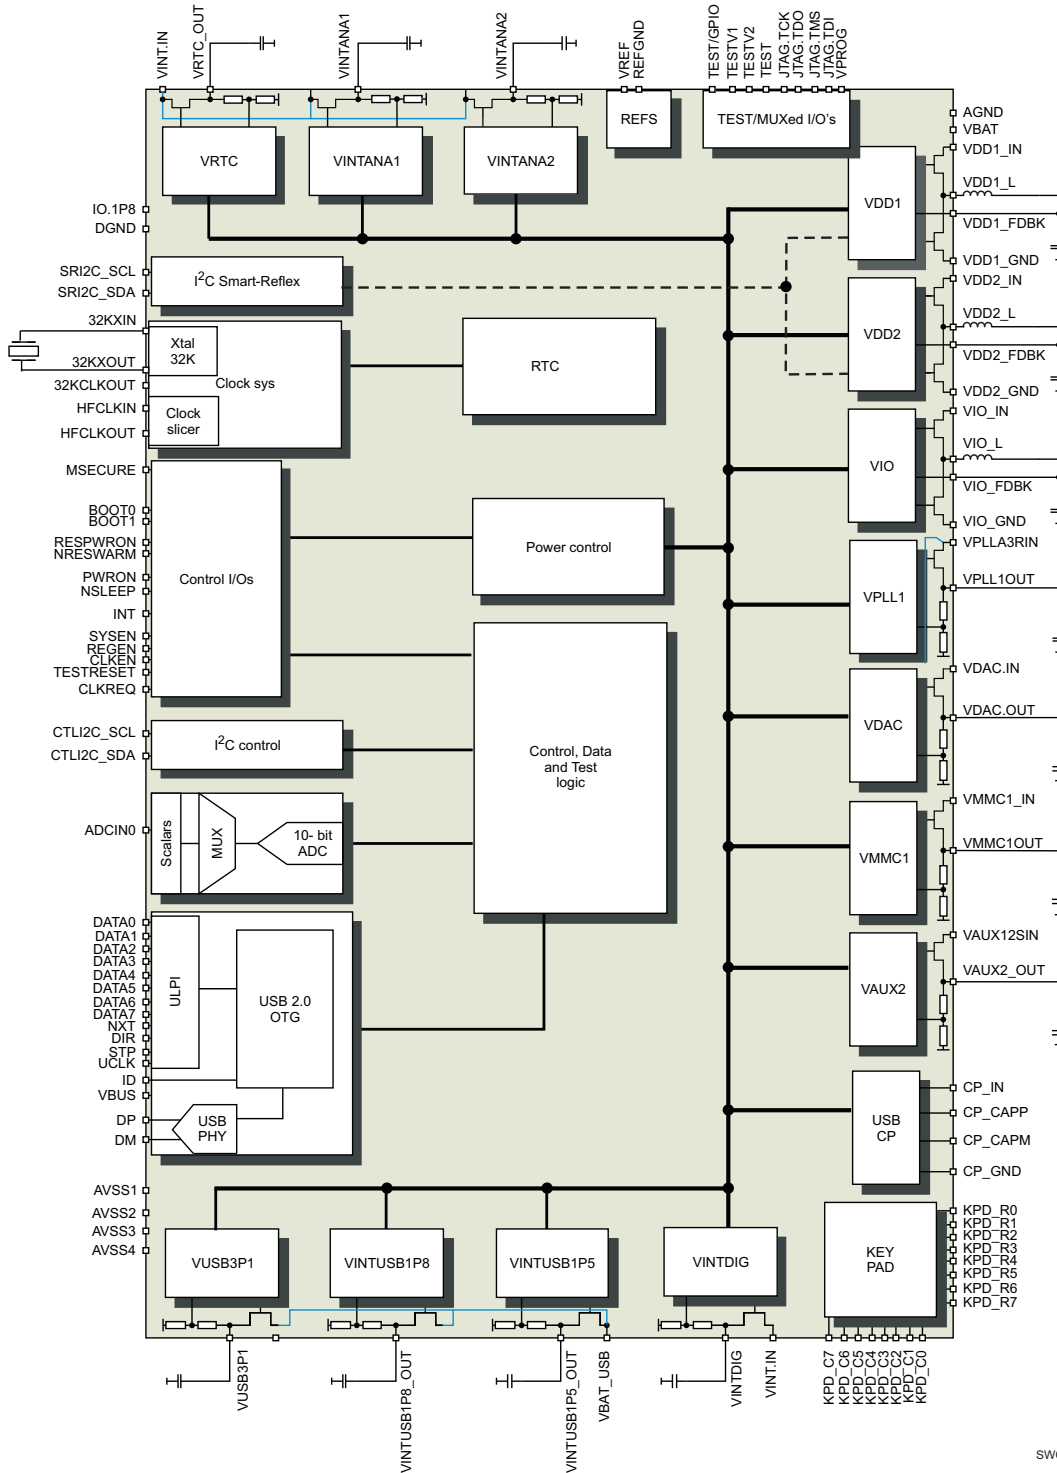 VINT.IN
VRTC_OUT
VINTANA1
VINTANA2
VREF
REFGND
TEST/GPIO
TESTV1
TESTV2
TEST
JTAG.TCK
JTAG.TDO
JTAG.TMS
JTAG.TDI
VPROG
REFS
TEST/MUXed I/O's
VRTC
VINTANA1
VINTANA2
AGND
VBAT
VDD1_IN
VDD1_L
VDD1_FDBK
VDD1_GND
VDD1
IO.1P8
DGND
SRI2C_SCL
SRI2C_SDA
I2C Smart-Reflex
VDD2_IN
VDD2_L
VDD2_FDBK
VDD2_GND
VDD2
32KXIN
32KXOUT
32KCLKOUT
HFCLKIN
HFCLKOUT
Xtal
32K
Clock sys
Clock
slicer
RTC
VIO_IN
VIO_L
VIO_FDBK
VIO_GND
VIO
MSECURE
BOOT0
BOOT1
RESPWRON
NRESWARM
PWRON
NSLEEP
INT
SYSEN
REGEN
CLKEN
TESTRESET
CLKREQ
Control I/Os
Power control
VPLLA3RIN
VPLL1OUT
VPLL1
VDAC.IN
VDAC.OUT
VDAC
CTLI2C_SCL
CTLI2C_SDA
I2C control
Control, Data
and Test
logic
ADCIN0
Scalars
MUX
10- bit
ADC
VMMC1_IN
VMMC1OUT
VMMC1
DATA0
DATA1
DATA2
DATA3
DATA4
DATA5
DATA6
DATA7
NXT
DIR
STP
UCLK
ID
VBUS
DP
DM
ULPI
USB 2.0
OTG
USB
PHY
VAUX12SIN
VAUX2_OUT
VAUX2
CP_IN
CP_CAPP
CP_CAPM
CP_GND
USB
CP
AVSS1
AVSS2
AVSS3
AVSS4
VUSB3P1
VINTUSB1P8
VINTUSB1P5
VINTDIG
KEY
PAD
KPD_R0
KPD_R1
KPD_R2
KPD_R3
KPD_R4
KPD_R5
KPD_R6
KPD_R7
VUSB3P1
VINTUSB1P8_OUT
VINTUSB1P5_OUT
VBAT_USB
VINTDIG
VINT.IN
KPD_C7
KPD_C6
KPD_C5
KPD_C4
KPD_C3
KPD_C2
KPD_C1
KPD_C0